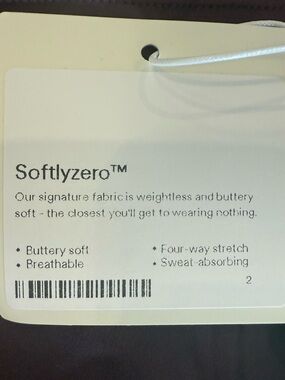 Softlyzero™
Our signature fabric is weightless and buttery
soft - the closest you'll get to wearing nothing.
• Buttery soft
• Four-way stretch
• Breathable
• Sweat-absorbing
2